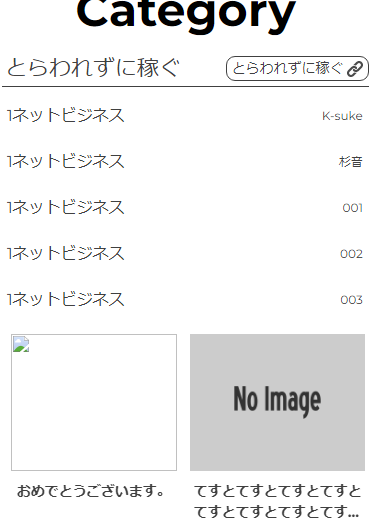 Category
とらわれずに稼ぐ
とらわれずに稼ぐ
1ネットビジネス
K-suke
1ネットビジネス
杉音
1ネットビジネス
001
1ネットビジネス
002
1ネットビジネス
003
No Image
おめでとうございます。
てすとてすとてすとてすと
てすとてすとてすとてす...